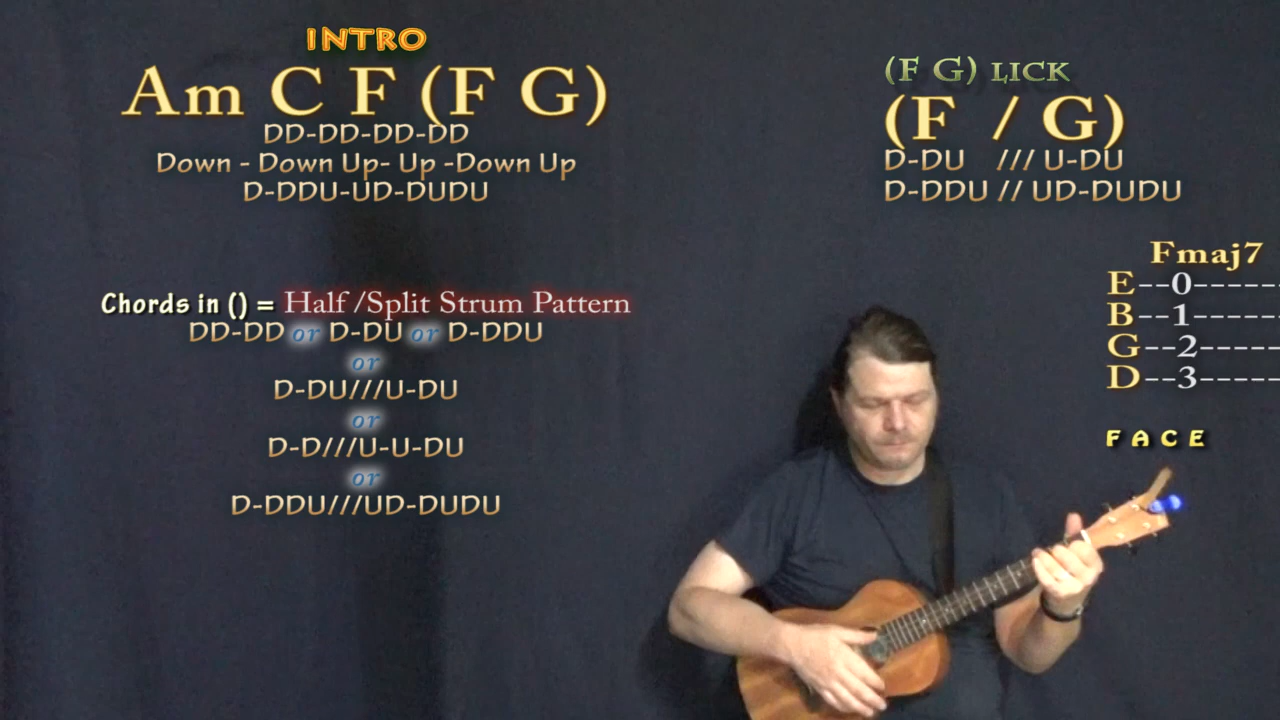 INTRO
Am C F (F G)
DD-DD-DD-DD
Down - Down Up- Up -Down Up
D-DDU-UD-DUDU
Chords in () = Half /Split Strum Pattern
DD-DD or D-DU or D-DDU
or
D-DU///U-DU
or
D-D///U-U-DU
or
D-DDU///UD-DUDU
(F G) LICK
(F / G)
D-DU /// U-DU
D-DDU // UD-DUDU
Fmaj7
E--0------
B--1------
G--2------
D--3------
F A C E